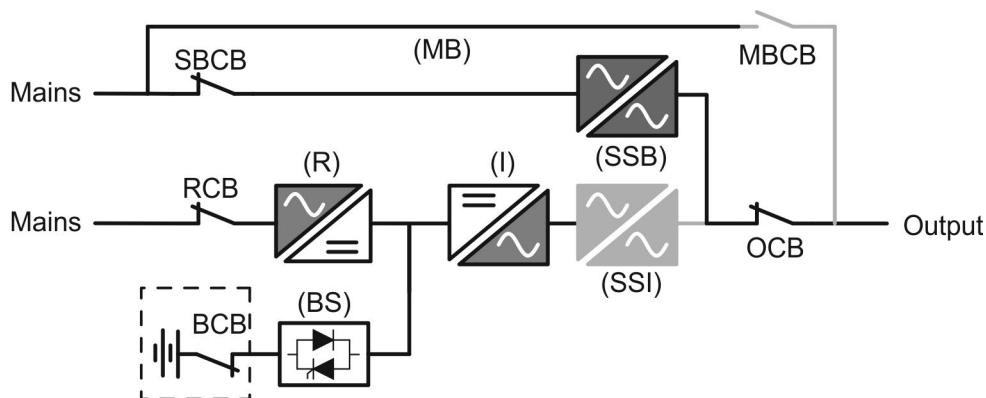 (MB)
MBCB
SBCB
Mains
(SSB)
(R)
(I)
RCB
Mains
Output
OCB
(SSI)
(BS)
BCB